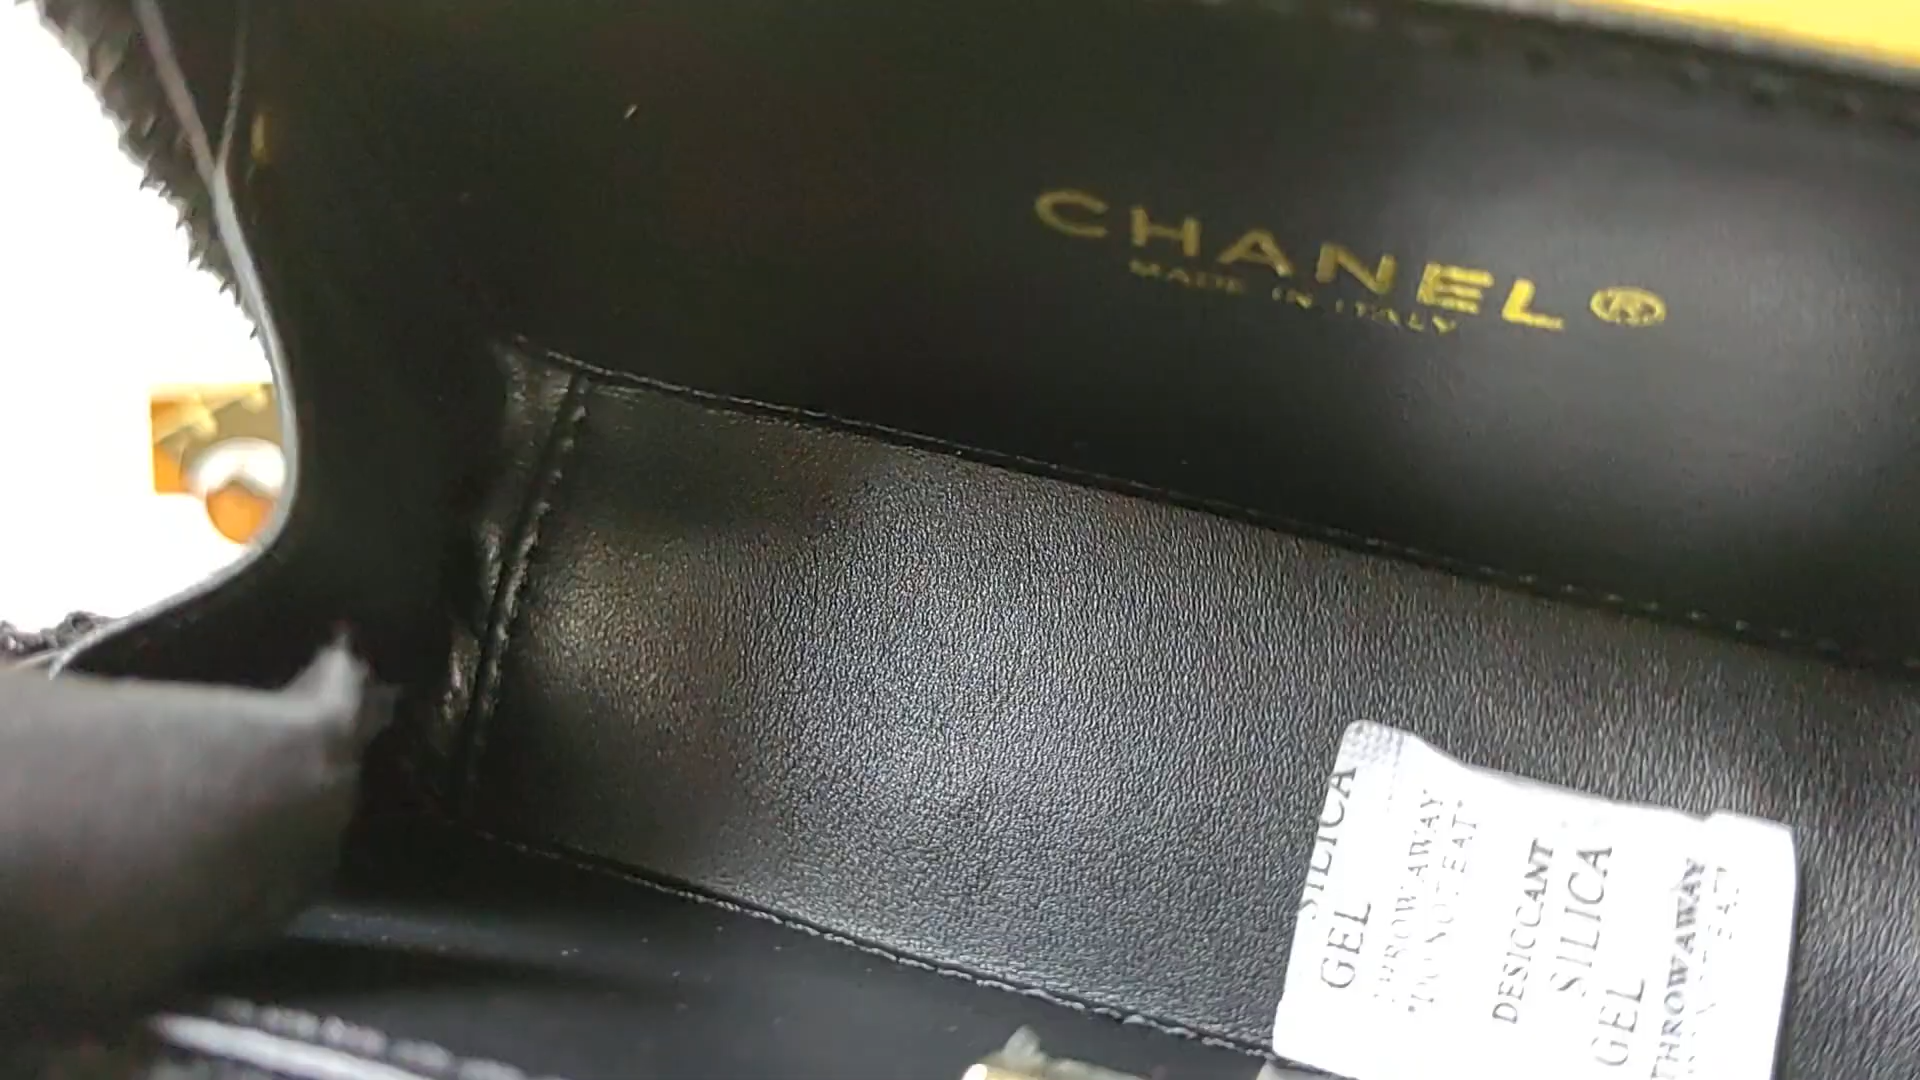 CHANEL®
MADE IN ITALY
SILICA
GEL
THROW AWAY
"DO NOT EAT"
DESICCANT
SILICA
GEL
THROW AWAY